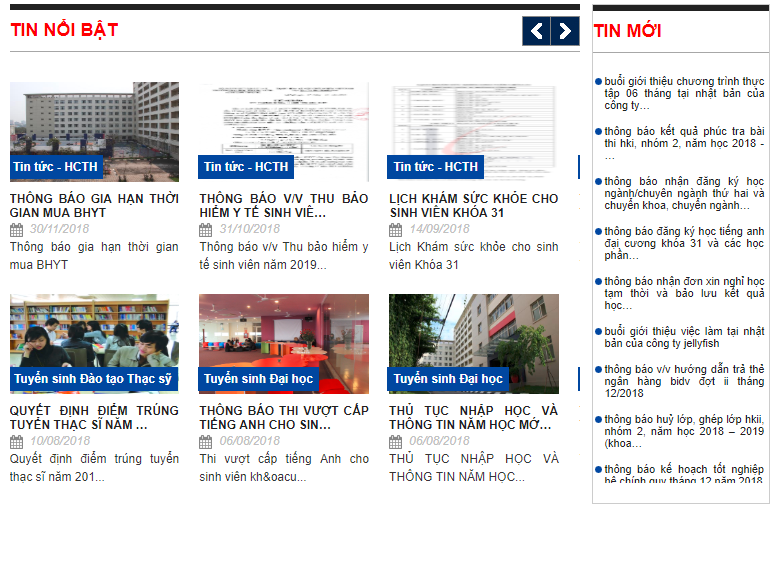 TIN NỔI BẬT
Tin tức - HCTH
THÔNG BÁO GIA HẠN THỜI
GIAN MUA BHYT
30/11/2018
Thông báo gia hạn thời gian
mua BHYT
Tin tức - HCTH
THÔNG BÁO V/V THU BẢO
HIỂM Y TẾ SINH VIÊ...
31/10/2018
Thông báo v/v Thu bảo hiểm y
tế sinh viên năm 2019...
Tin tức - HCTH
LỊCH KHÁM SỨC KHỎE CHO
SINH VIÊN KHÓA 31
14/09/2018
Lịch Khám sức khỏe cho sinh
viên Khóa 31
Tuyển sinh Đào tạo Thạc sỹ
QUYẾT ĐỊNH ĐIỂM TRÚNG
TUYỂN THẠC SĨ NĂM ...
10/08/2018
Quyết định điểm trúng tuyển
thạc sĩ năm 201...
Tuyển sinh Đại học
THÔNG BÁO THI VƯỢT CẤP
TIẾNG ANH CHO SIN...
06/08/2018
Thi vượt cấp tiếng Anh cho
sinh viên kh&oacu...
Tuyển sinh Đại học
THỦ TỤC NHẬP HỌC VÀ
THÔNG TIN NĂM HỌC MỚ...
06/08/2018
THỦ TỤC NHẬP HỌC VÀ
THÔNG TIN NĂM HỌC...
TIN MỚI
buổi giới thiệu chương trình thực
tập 06 tháng tại nhật bản của
công ty...
thông báo kết quả phúc tra bài
thi hki, nhóm 2, năm học 2018 -
...
thông báo nhận đăng ký học
ngành/chuyên ngành thứ hai và
chuyển khoa, chuyển ngành...
thông báo đăng ký học tiếng anh
đại cương khóa 31 và các học
phần...
thông báo nhận đơn xin nghỉ học
tạm thời và bảo lưu kết quả
học...
buổi giới thiệu việc làm tại nhật
bản của công ty jellyfish
thông báo v/v hướng dẫn trả thẻ
ngân hàng bidv đợt ii tháng
12/2018
thông báo huỷ lớp, ghép lớp hkii,
nhóm 2, năm học 2018 – 2019
(khoa...
thông báo kế hoạch tốt nghiệp
hệ chính quy tháng 12 năm 2018